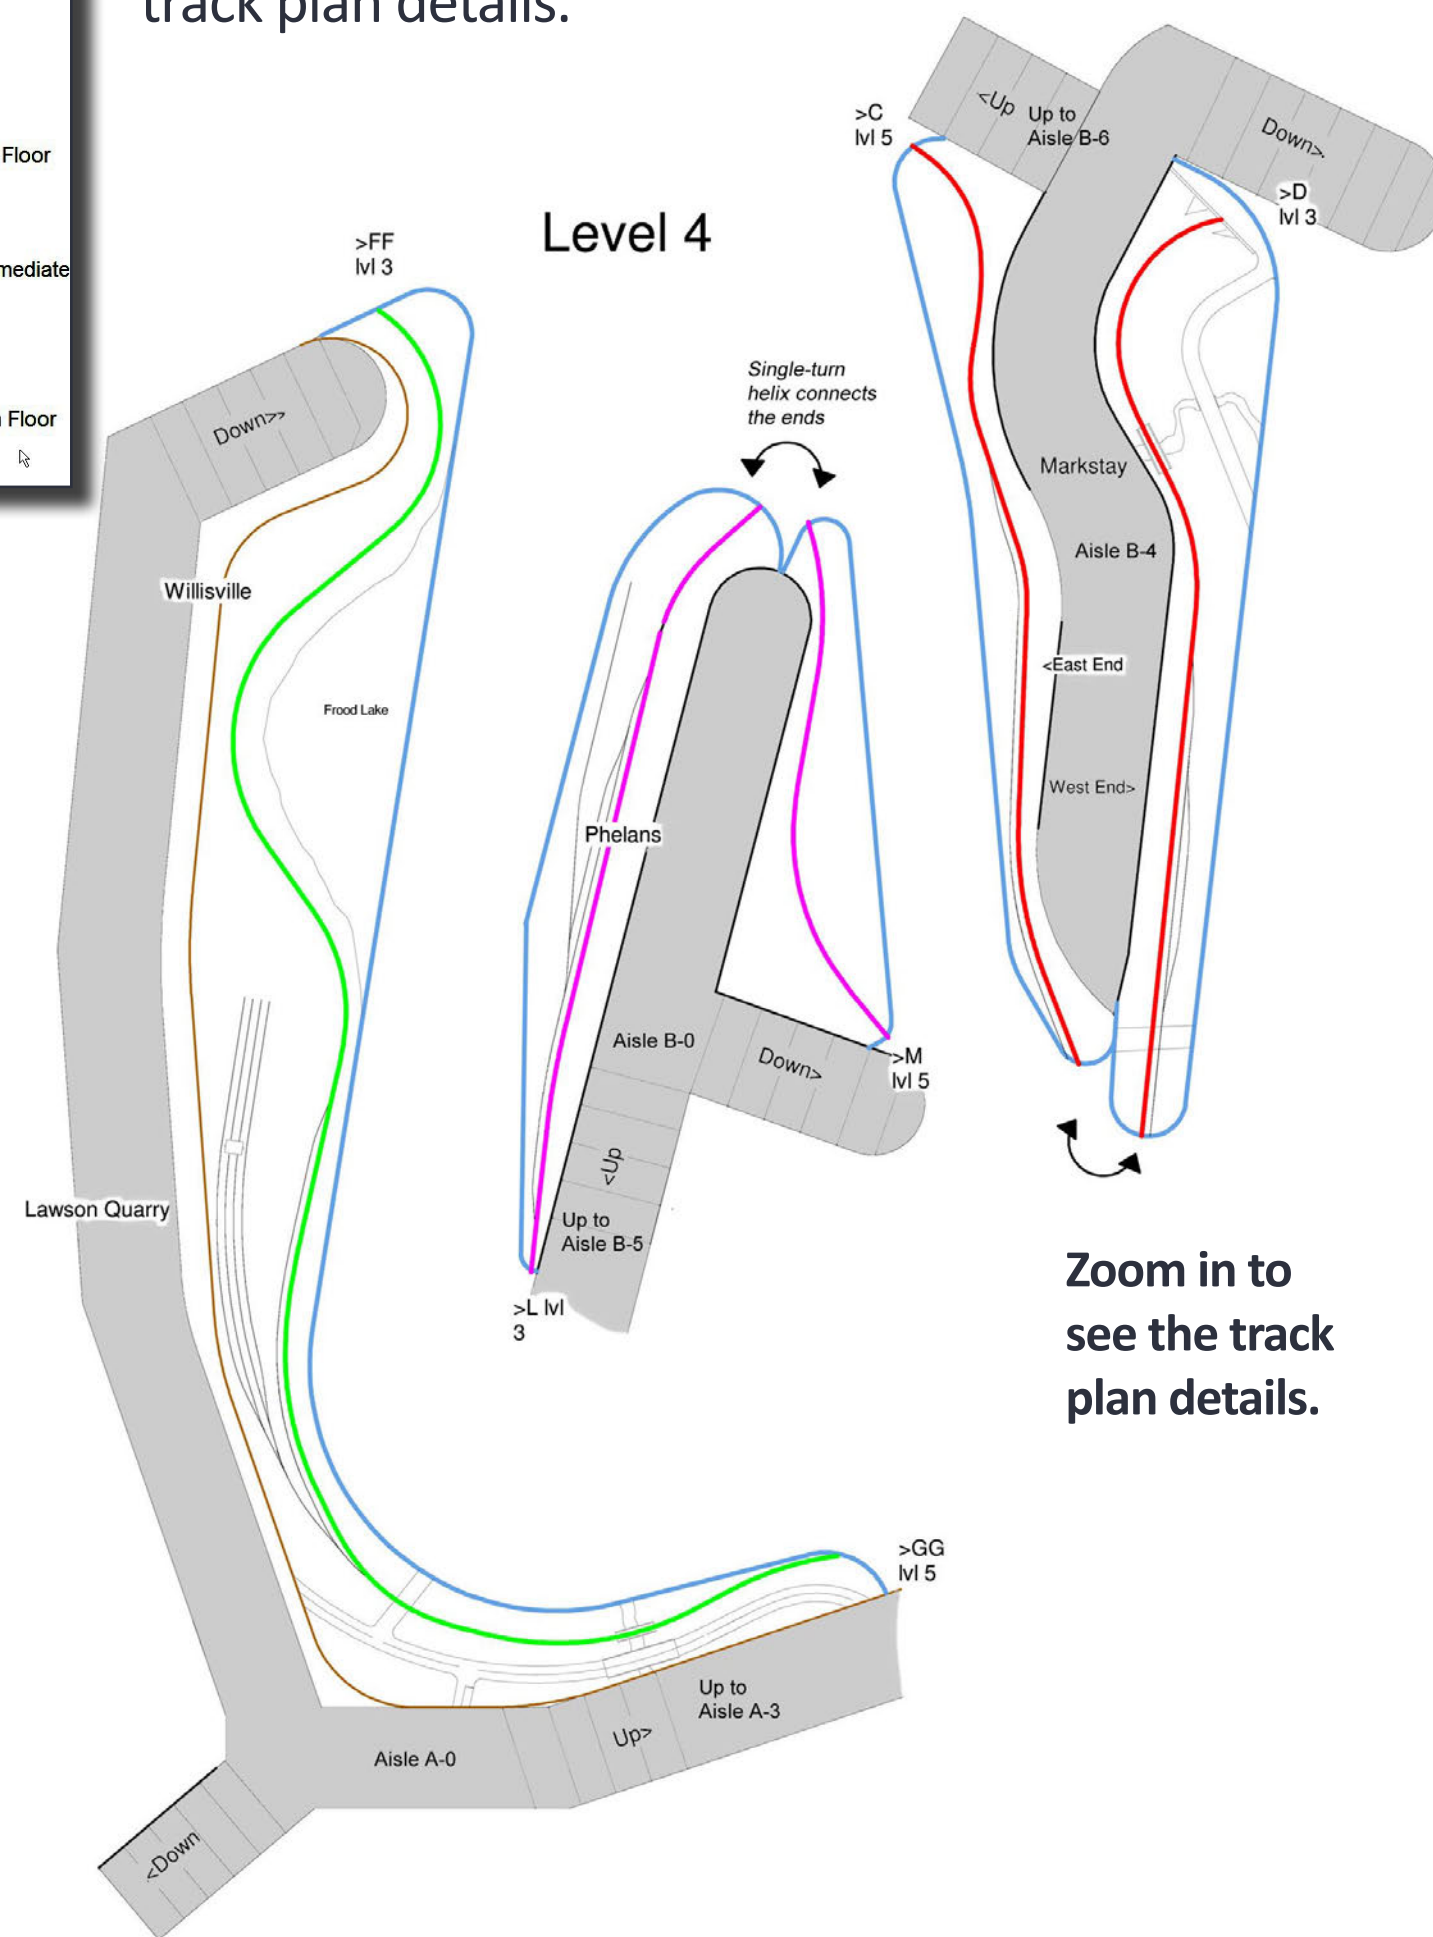 track plan details.
Floor
mediate
Floor
Level 4
>C
lvl 5
<Up
Up to
Aisle B-6
Down>
>D
lvl 3
>FF
lvl 3
Down>>
Single-turn
helix connects
the ends
Markstay
Aisle B-4
Willisville
<East End
Frood Lake
West End>
Phelans
Aisle B-0
Down>
>M
lvl 5
<Up
Up to
Aisle B-5
Lawson Quarry
>L lvl
3
Zoom in to
see the track
plan details.
>GG
lvl 5
Up to
Aisle A-3
Up>
Aisle A-0
<Down